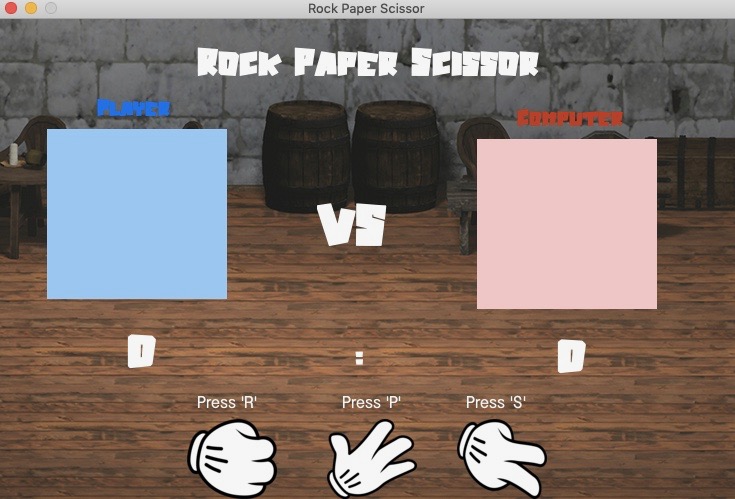 Rock Paper Scissor
Rock Paper Scissor
Player
Computer
VS
0 : 0
Press 'R' Press 'P' Press 'S'